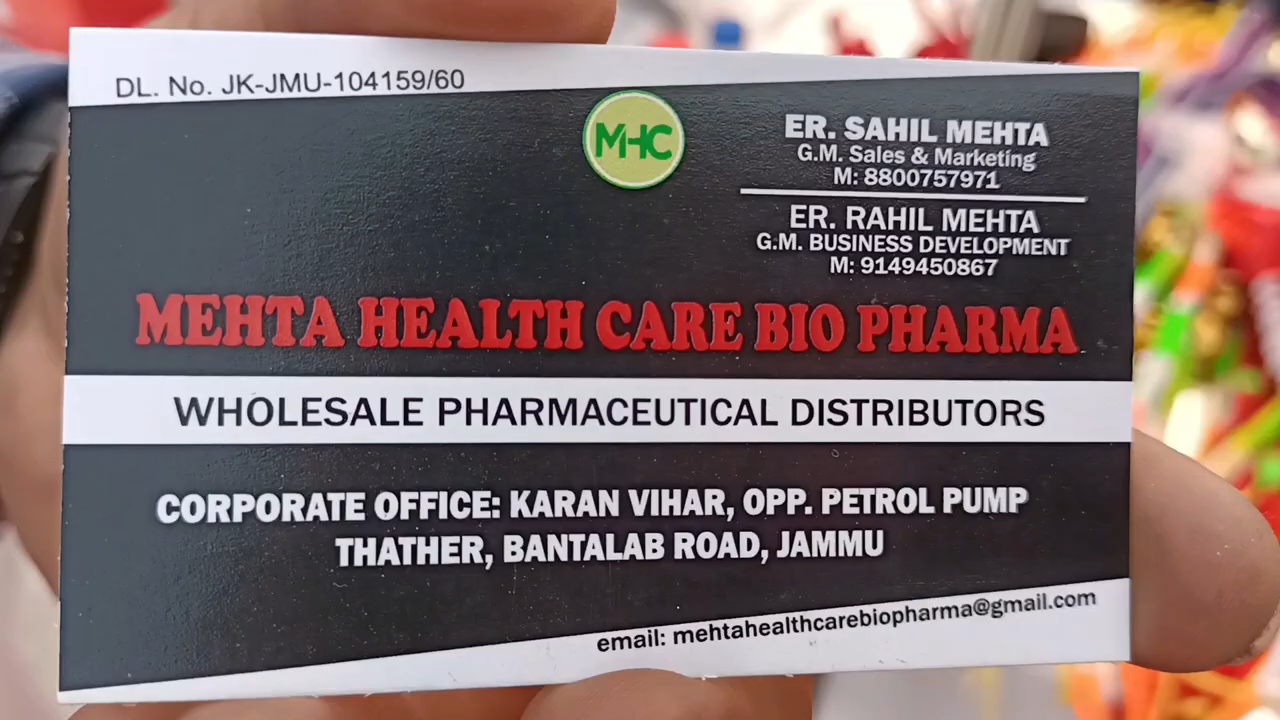 DL. No. JK-JMU-104159/60
MHC
ER. SAHIL MEHTA
G.M. Sales & Marketing
M: 8800757971
ER. RAHIL MEHTA
G.M. BUSINESS DEVELOPMENT
M: 9149450867
MEHTA HEALTH CARE BIO PHARMA
WHOLESALE PHARMACEUTICAL DISTRIBUTORS
CORPORATE OFFICE: KARAN VIHAR, OPP. PETROL PUMP
THATHER, BANTALAB ROAD, JAMMU
email: mehtahealthcarebiopharma@gmail.com